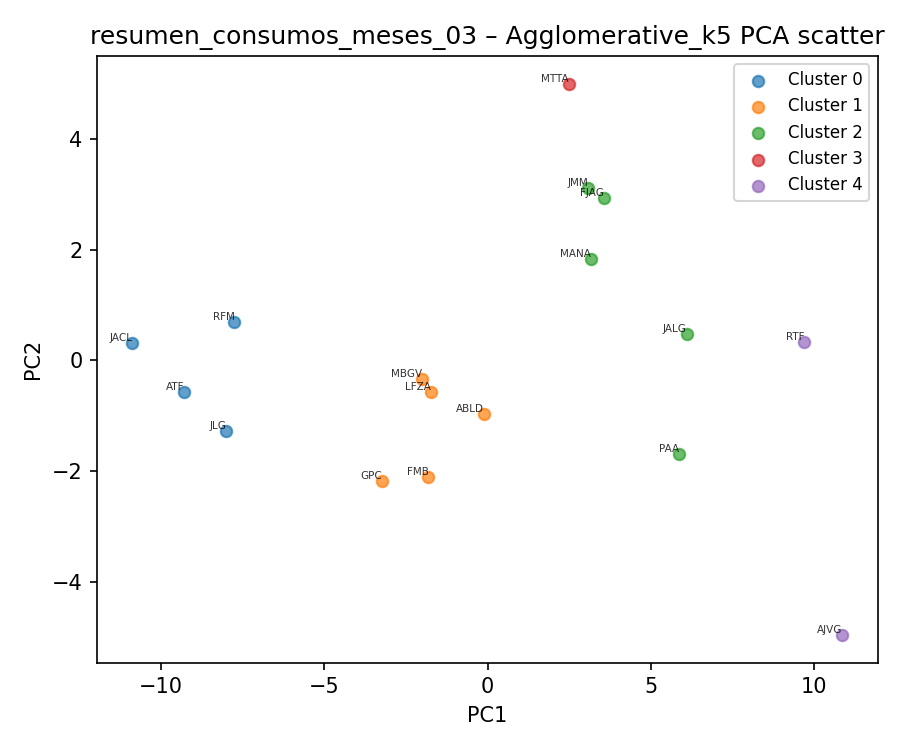 resumen_consumos_meses_03 – Agglomerative_k5 PCA scatter
Cluster 0
Cluster 1
Cluster 2
Cluster 3
Cluster 4
MTTA
JMM
FJAG
MANA
JALG
RTF
RFM
JACL
ATF
JLG
MBGV
LFZA
ABLD
GPC
FMB
PAA
AJVG
4
2
0
−2
−4
PC2
−10
−5
0
5
10
PC1